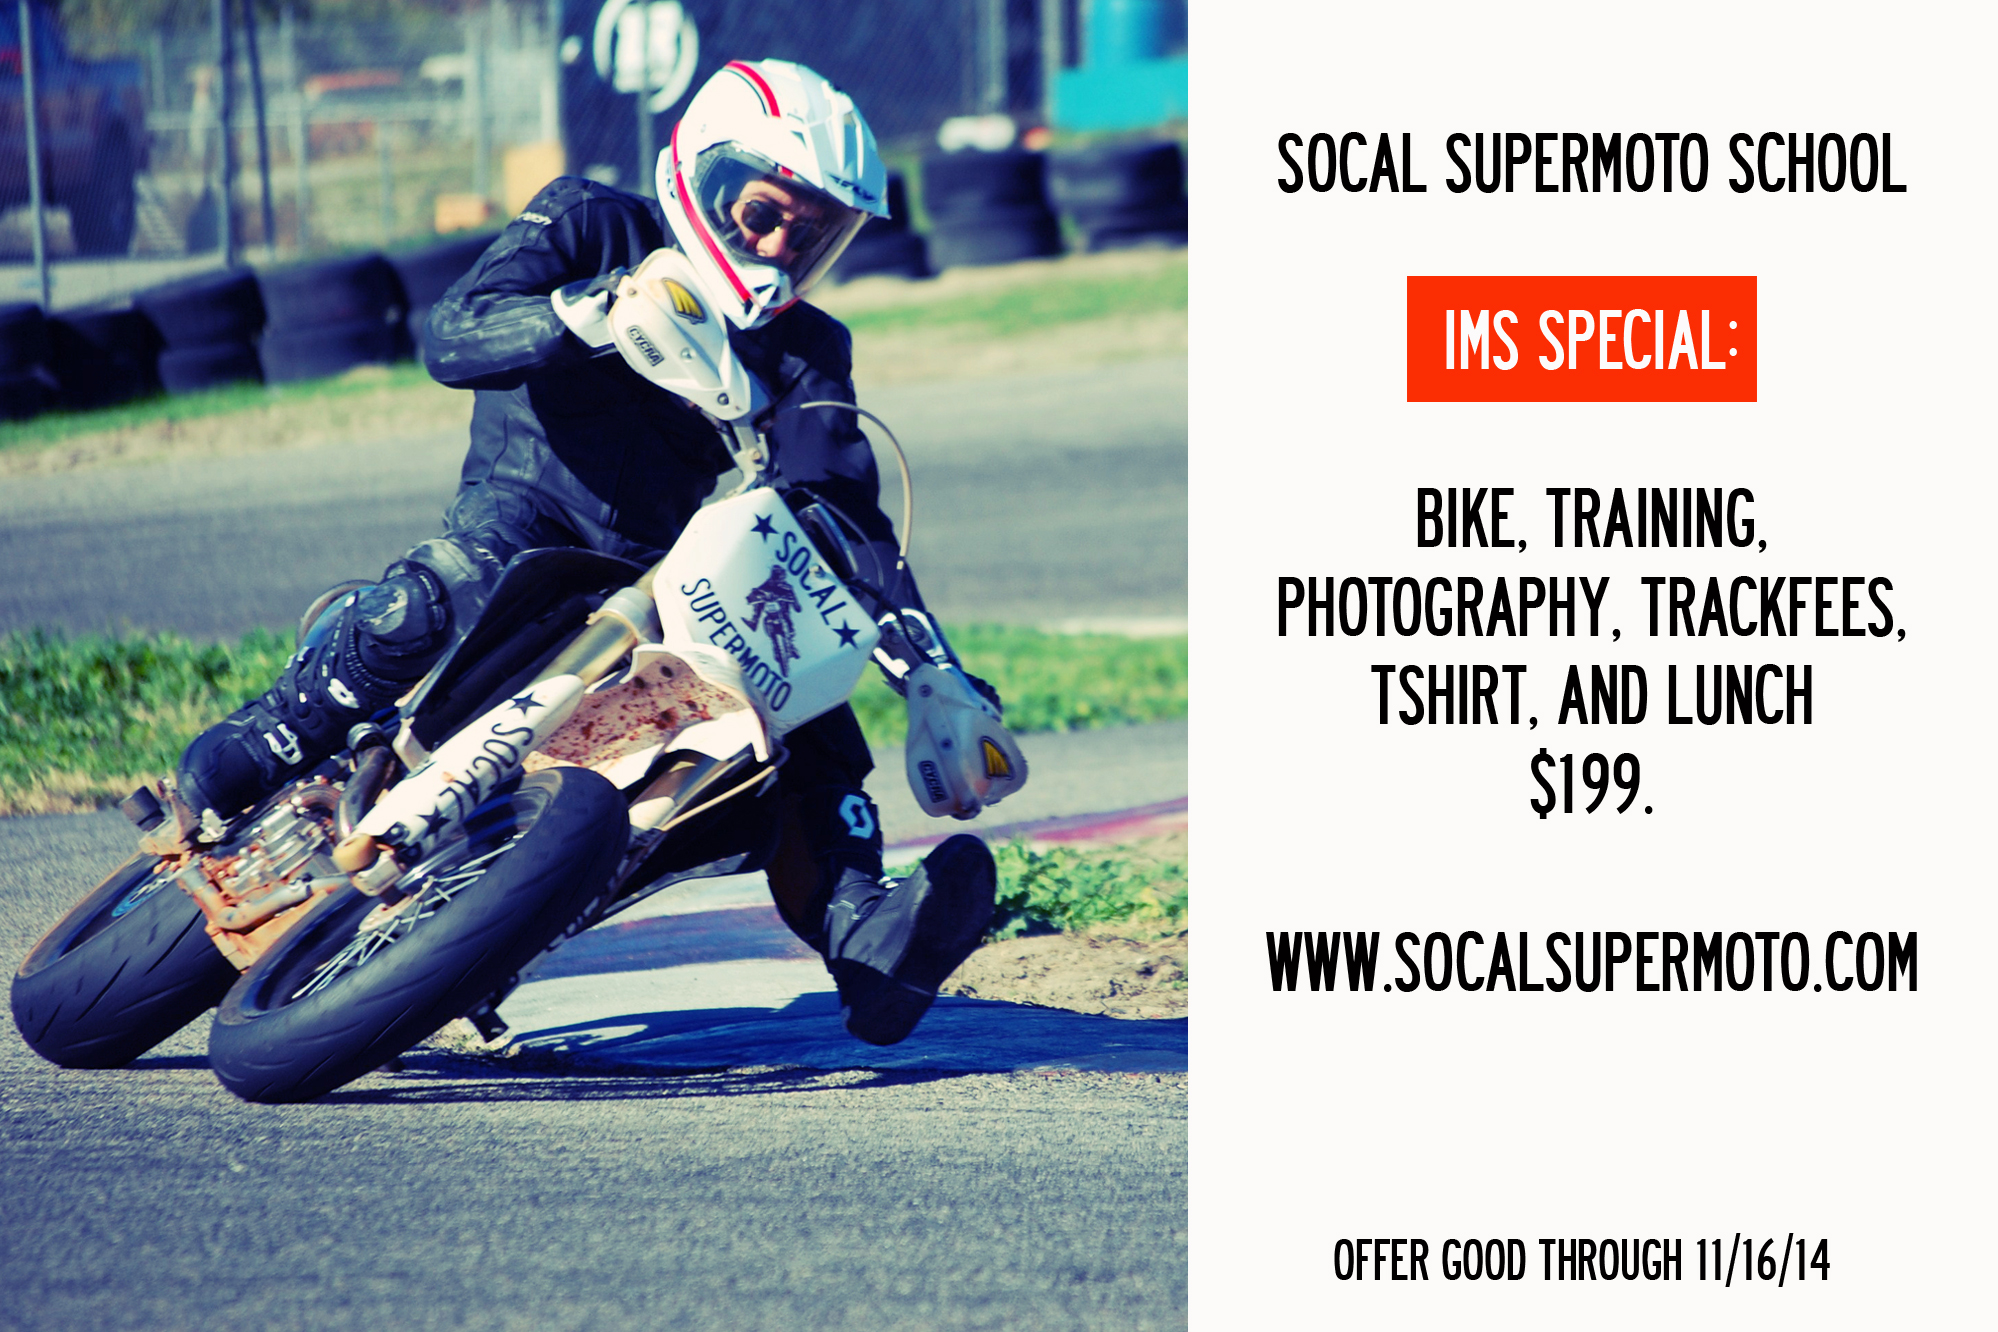 SOCAL SUPERMOTO SCHOOL
IMS SPECIAL:
BIKE, TRAINING,
PHOTOGRAPHY, TRACKFEES,
TSHIRT, AND LUNCH
$199.
WWW.SOCALSUPERMOTO.COM
OFFER GOOD THROUGH 11/16/14
CYCRA
SOCAL
SUPERMOTO
SOCAL
CYCRA